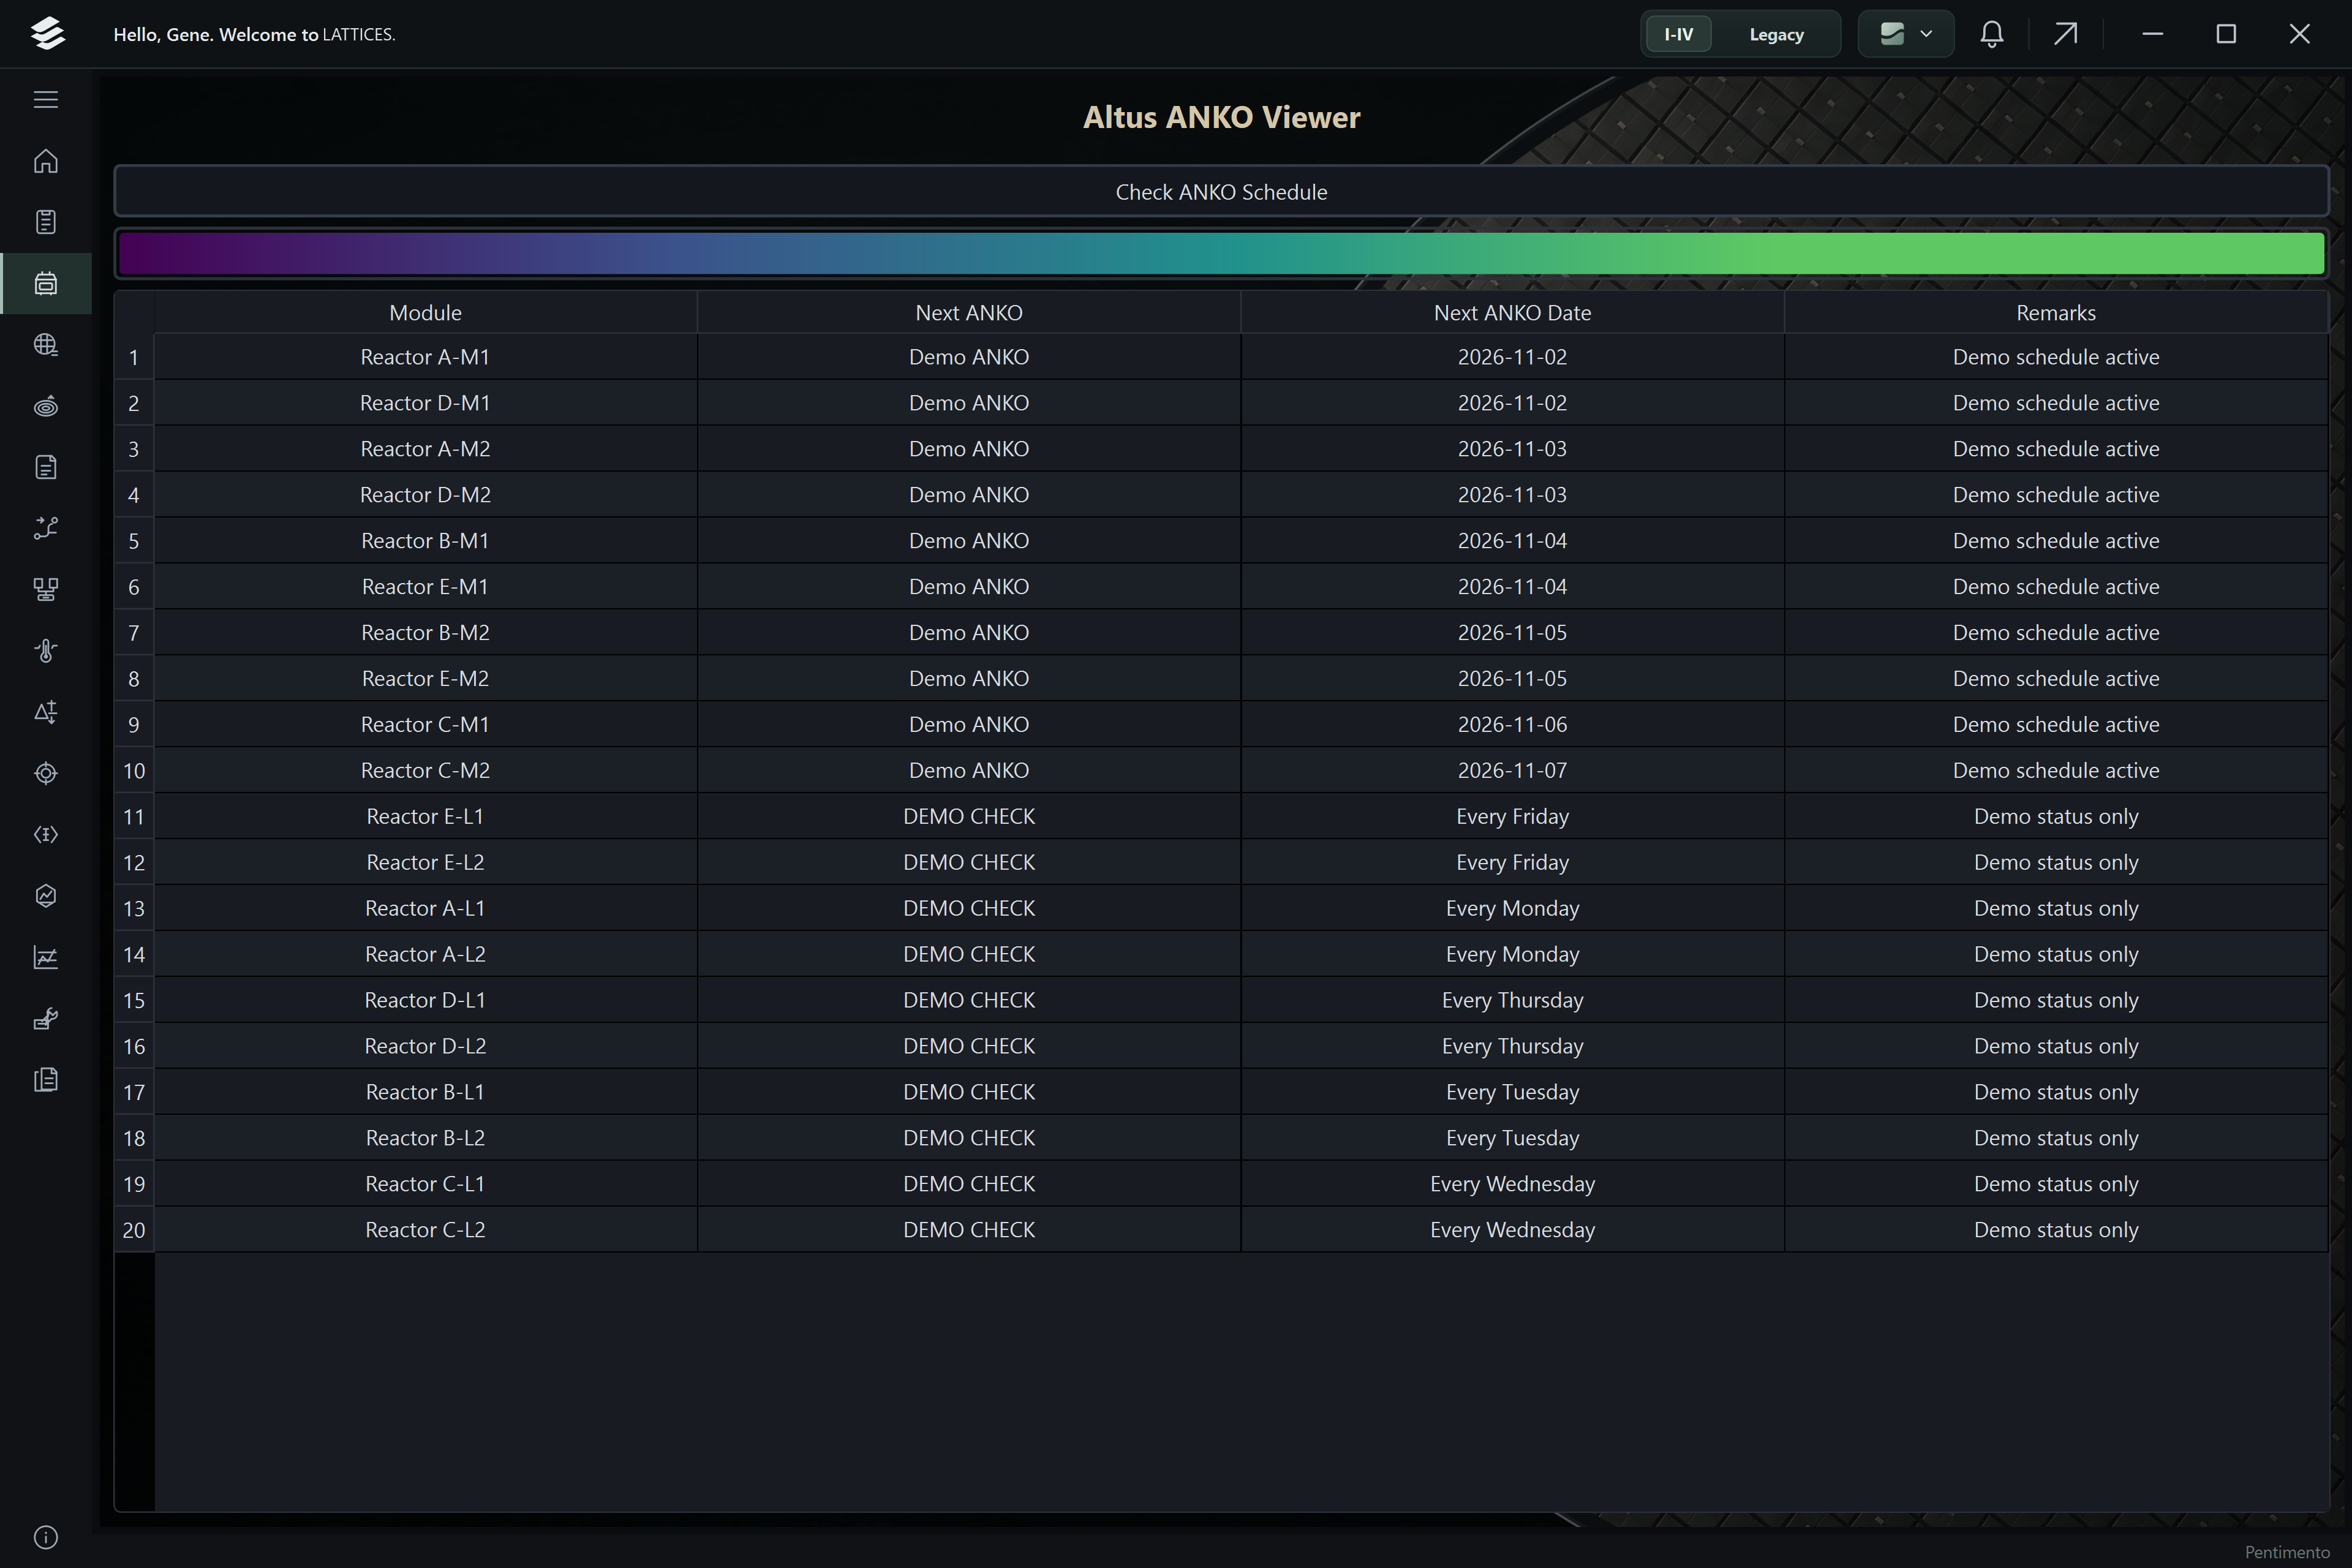 Hello, Gene. Welcome to LATTICES.
I-IV Legacy
Altus ANKO Viewer
Check ANKO Schedule
Module Next ANKO Next ANKO Date Remarks
1 Reactor A-M1 Demo ANKO 2026-11-02 Demo schedule active
2 Reactor D-M1 Demo ANKO 2026-11-02 Demo schedule active
3 Reactor A-M2 Demo ANKO 2026-11-03 Demo schedule active
4 Reactor D-M2 Demo ANKO 2026-11-03 Demo schedule active
5 Reactor B-M1 Demo ANKO 2026-11-04 Demo schedule active
6 Reactor E-M1 Demo ANKO 2026-11-04 Demo schedule active
7 Reactor B-M2 Demo ANKO 2026-11-05 Demo schedule active
8 Reactor E-M2 Demo ANKO 2026-11-05 Demo schedule active
9 Reactor C-M1 Demo ANKO 2026-11-06 Demo schedule active
10 Reactor C-M2 Demo ANKO 2026-11-07 Demo schedule active
11 Reactor E-L1 DEMO CHECK Every Friday Demo status only
12 Reactor E-L2 DEMO CHECK Every Friday Demo status only
13 Reactor A-L1 DEMO CHECK Every Monday Demo status only
14 Reactor A-L2 DEMO CHECK Every Monday Demo status only
15 Reactor D-L1 DEMO CHECK Every Thursday Demo status only
16 Reactor D-L2 DEMO CHECK Every Thursday Demo status only
17 Reactor B-L1 DEMO CHECK Every Tuesday Demo status only
18 Reactor B-L2 DEMO CHECK Every Tuesday Demo status only
19 Reactor C-L1 DEMO CHECK Every Wednesday Demo status only
20 Reactor C-L2 DEMO CHECK Every Wednesday Demo status only
Pentimento